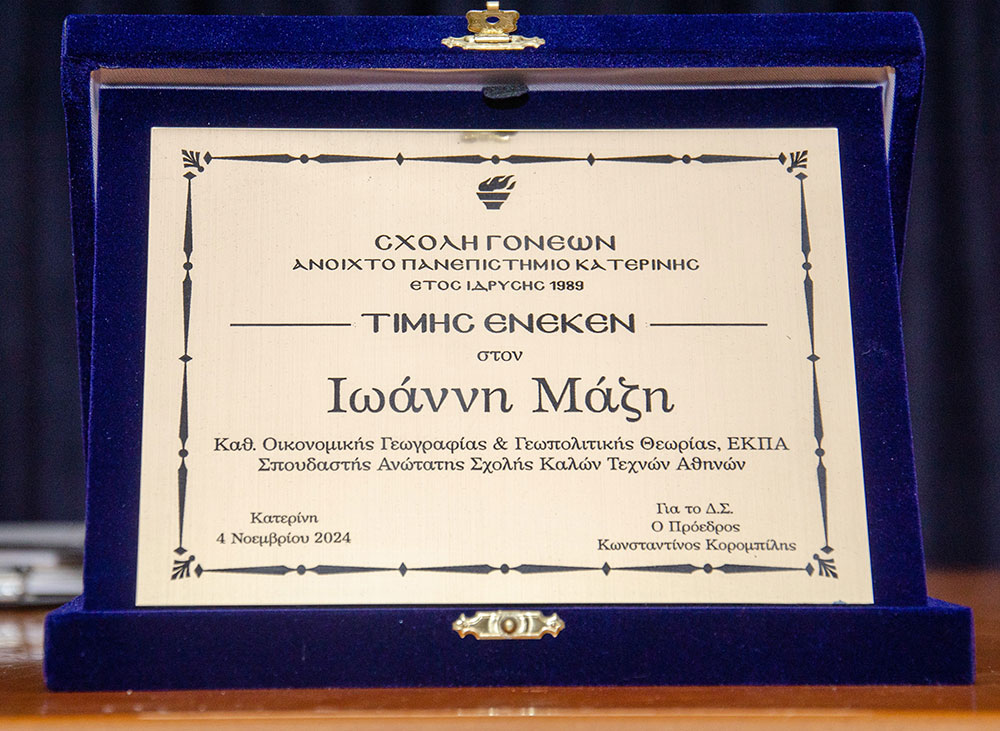 ΣΧΟΛΗ ΓΟΝΕΩΝ
ΑΝΟΙΧΤΟ ΠΑΝΕΠΙΣΤΗΜΙΟ ΚΑΤΕΡΙΝΗΣ
ΕΤΟΣ ΙΔΡΥΣΗΣ 1989
ΤΙΜΗΣ ΕΝΕΚΕΝ
στον
Ιωάννη Μάζη
Καθ. Οικονομικής Γεωγραφίας & Γεωπολιτικής Θεωρίας, ΕΚΠΑ
Σπουδαστής Ανώτατης Σχολής Καλών Τεχνών Αθηνών
Κατερίνη
4 Νοεμβρίου 2024
Για το Δ.Σ.
Ο Πρόεδρος
Κωνσταντίνος Κορομπίλης